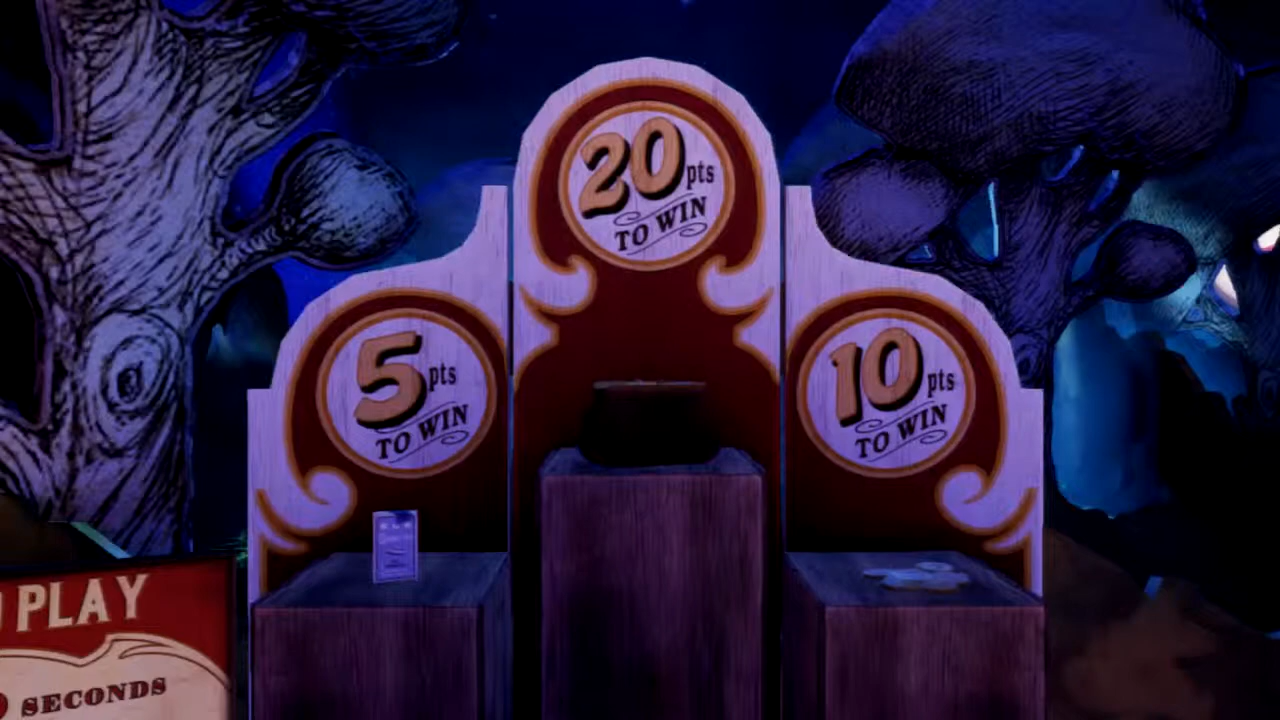 20 pts
TO WIN
5 pts
TO WIN
10 pts
TO WIN
PLAY
SECONDS